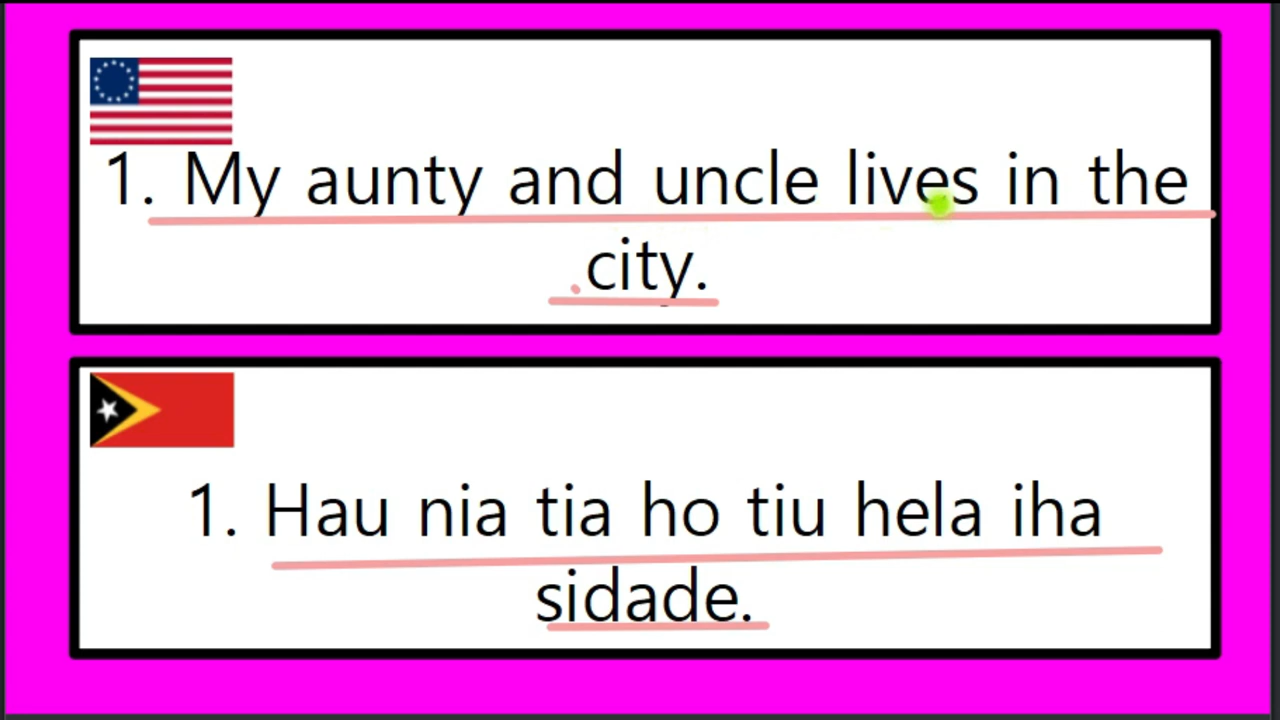 1. My aunty and uncle lives in the
city.
1. Hau nia tia ho tiu hela iha
sidade.